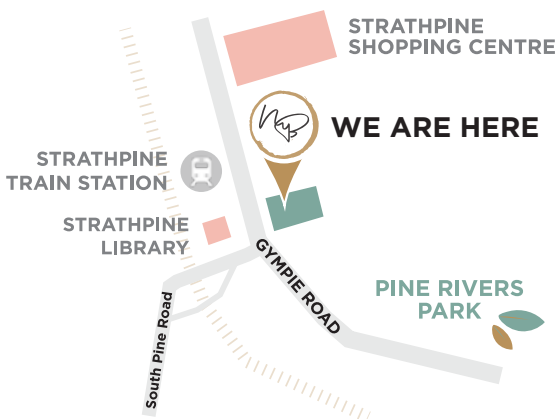 STRATHPINE
SHOPPING CENTRE
WE ARE HERE
STRATHPINE
TRAIN STATION
STRATHPINE
LIBRARY
GYMPIE ROAD
PINE RIVERS
PARK
South Pine Road